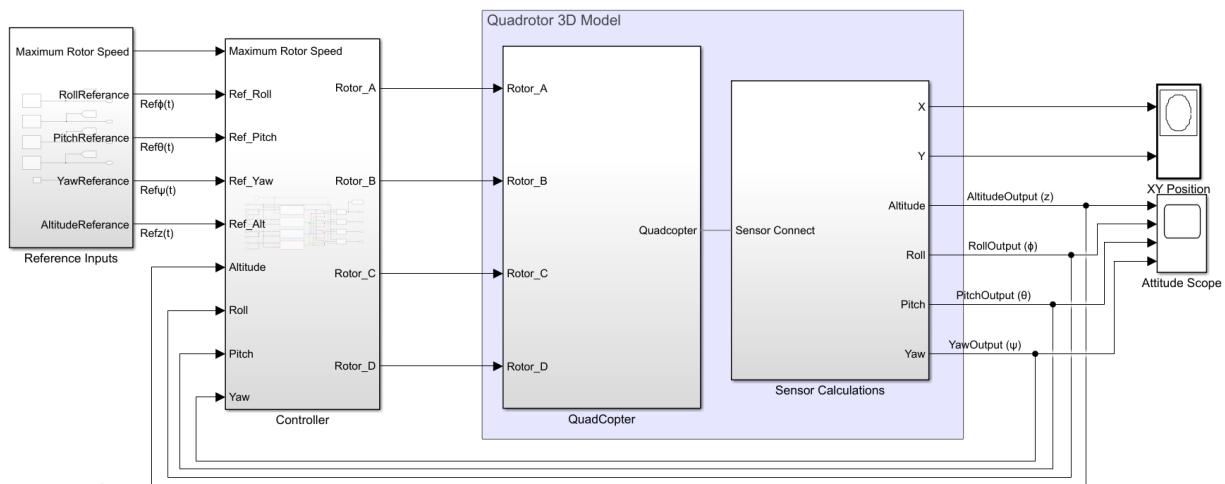 Quadrotor 3D Model
Maximum Rotor Speed
RollReferance
PitchReferance
YawReferance
AltitudeReferance
Reference Inputs
Refϕ(t)
Refθ(t)
Refψ(t)
Refz(t)
Maximum Rotor Speed
Ref_Roll
Ref_Pitch
Ref_Yaw
Ref_Alt
Altitude
Roll
Pitch
Yaw
Rotor_A
Rotor_B
Rotor_C
Rotor_D
Controller
Rotor_A
Rotor_B
Rotor_C
Rotor_D
Quadcopter
QuadCopter
Sensor Connect
X
Y
Altitude
Roll
Pitch
Yaw
Sensor Calculations
AltitudeOutput (z)
RollOutput (ϕ)
PitchOutput (θ)
YawOutput (ψ)
XY Position
Attitude Scope